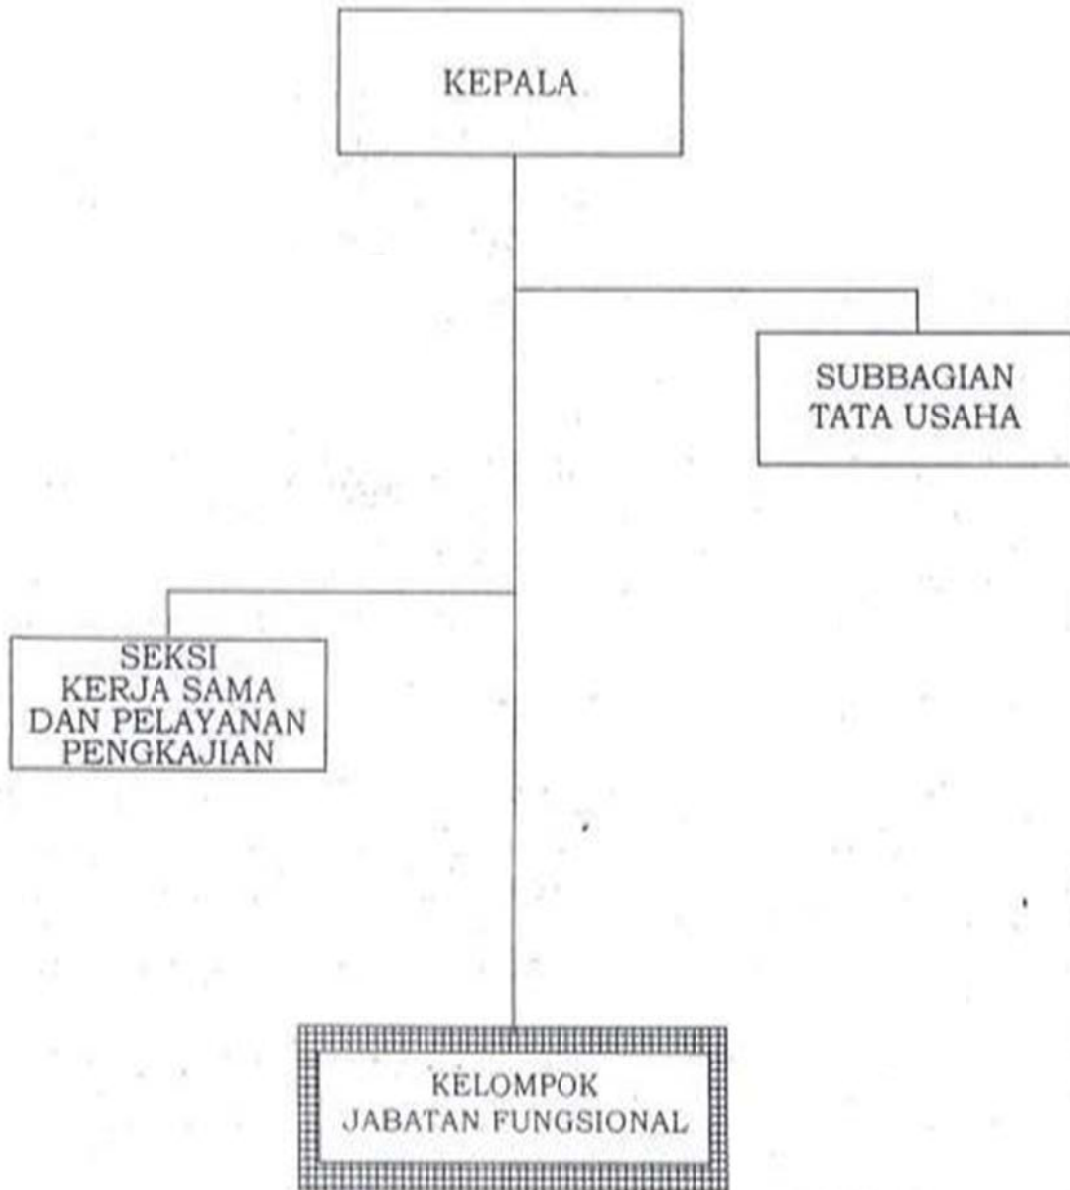 KEPALA
SUBBAGIAN
TATA USAHA
SEKSI
KERJA SAMA
DAN PELAYANAN
PENGKAJIAN
KELOMPOK
JABATAN FUNGSIONAL